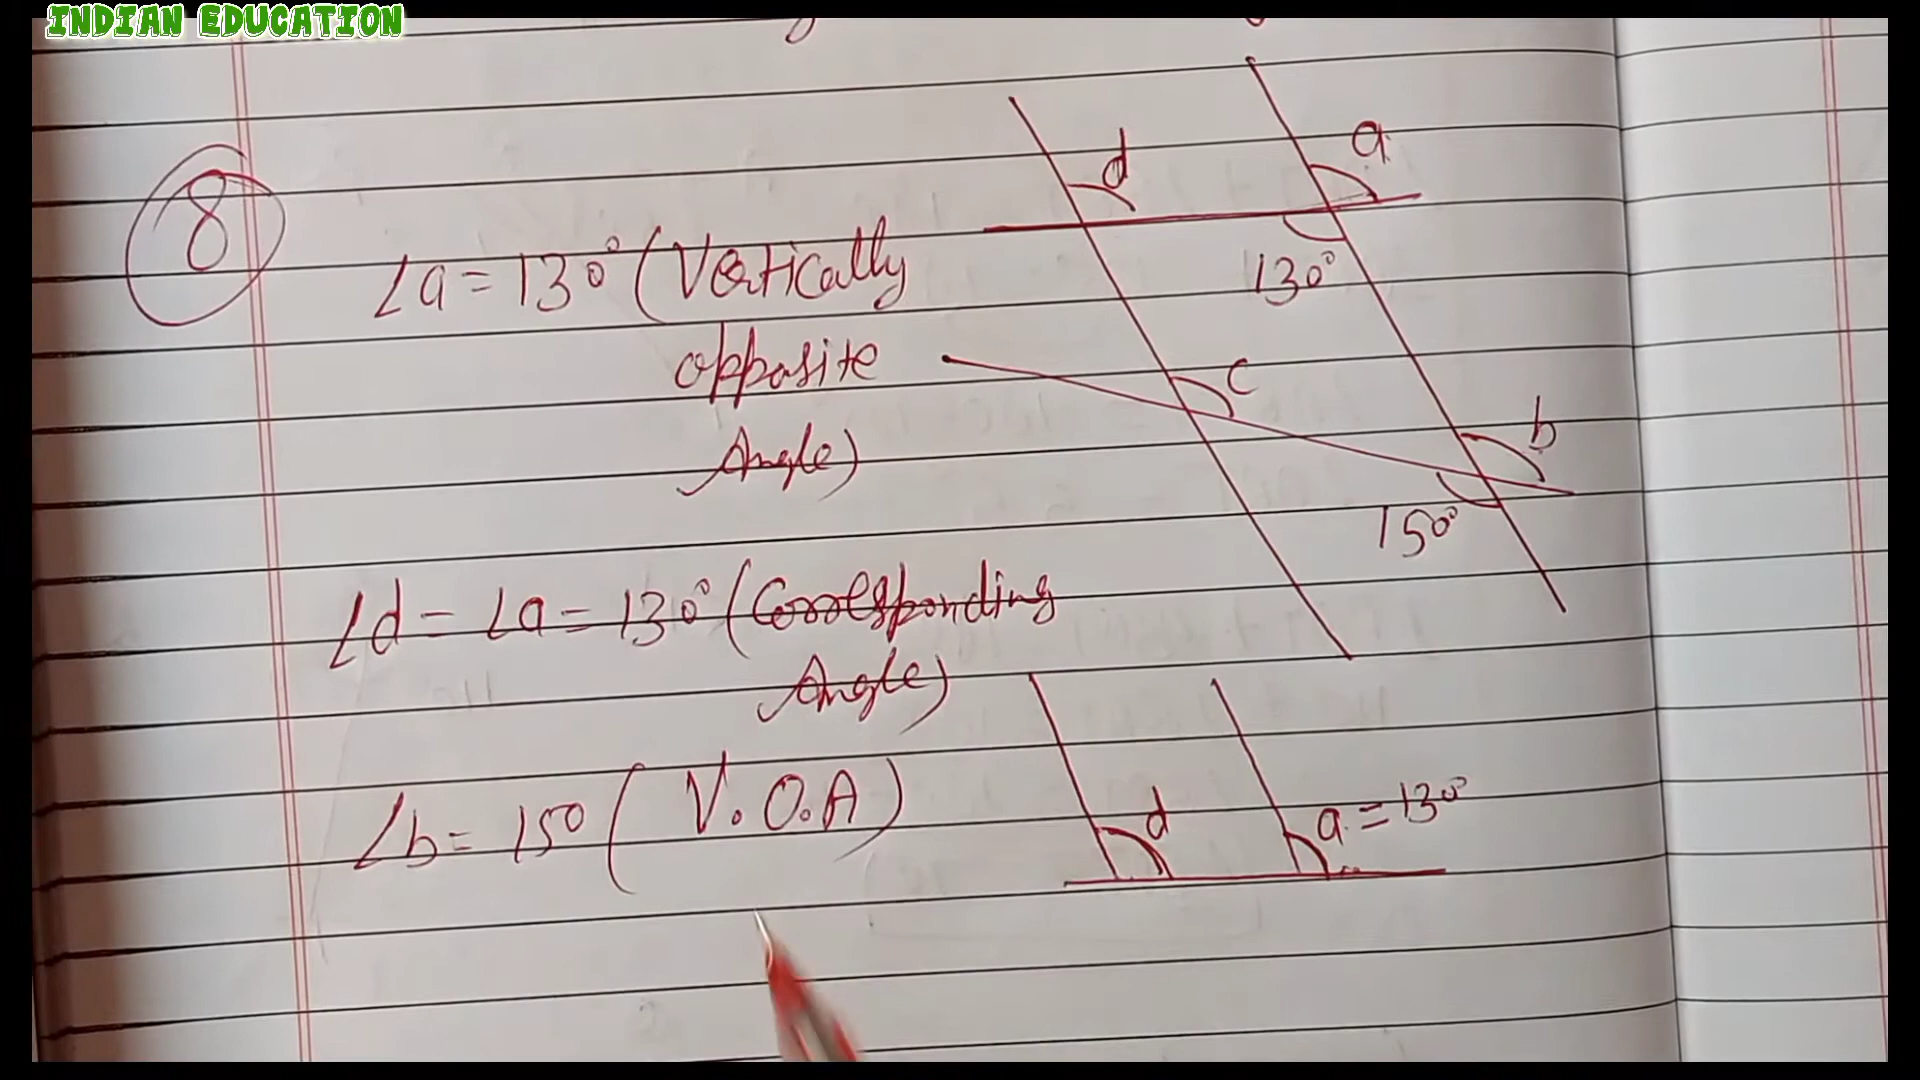 INDIAN EDUCATION
8
∠a = 130° (Vertically
opposite
Angle)
∠d = ∠a = 130° (Corresponding
Angle)
∠b = 150 (V.O.A)
d
a
130°
c
b
150°
d
a = 130°